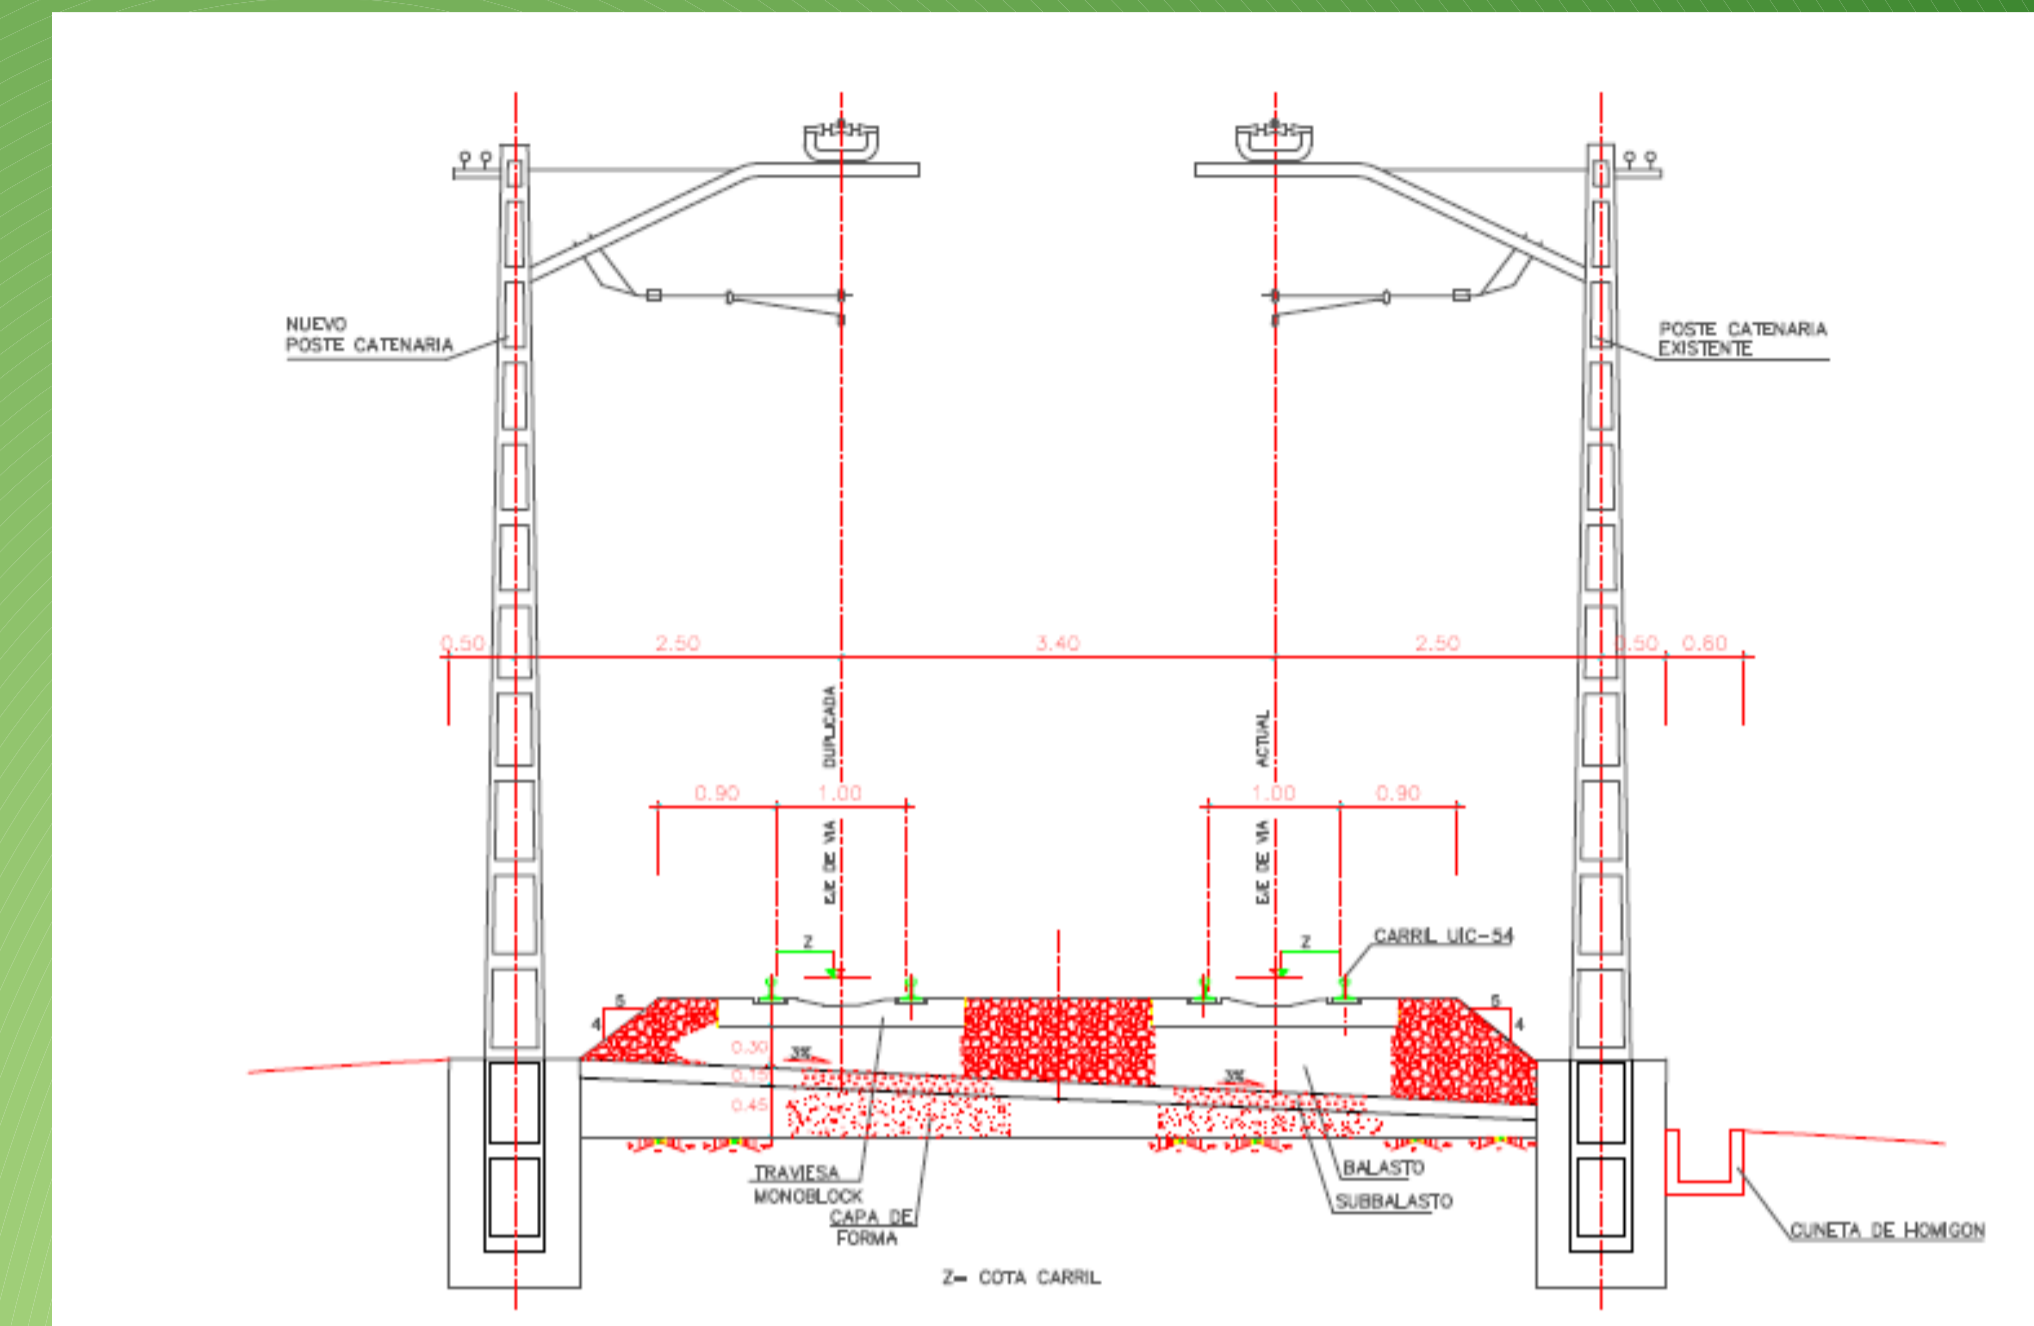 NUEVO
POSTE CATENARIA
POSTE CATENARIA
EXISTENTE
0.50
2.50
3.40
2.50
0.50
0.60
EJE DE VIA DUPLICADA
EJE DE VIA ACTUAL
0.90
1.00
1.00
0.90
CARRIL UIC-54
Z
Z
5
4
5
4
0.30
3%
0.15
3%
0.45
TRAVIESA
MONOBLOCK
CAPA DE
FORMA
BALASTO
SUBBALASTO
CUNETA DE HOMIGON
Z= COTA CARRIL